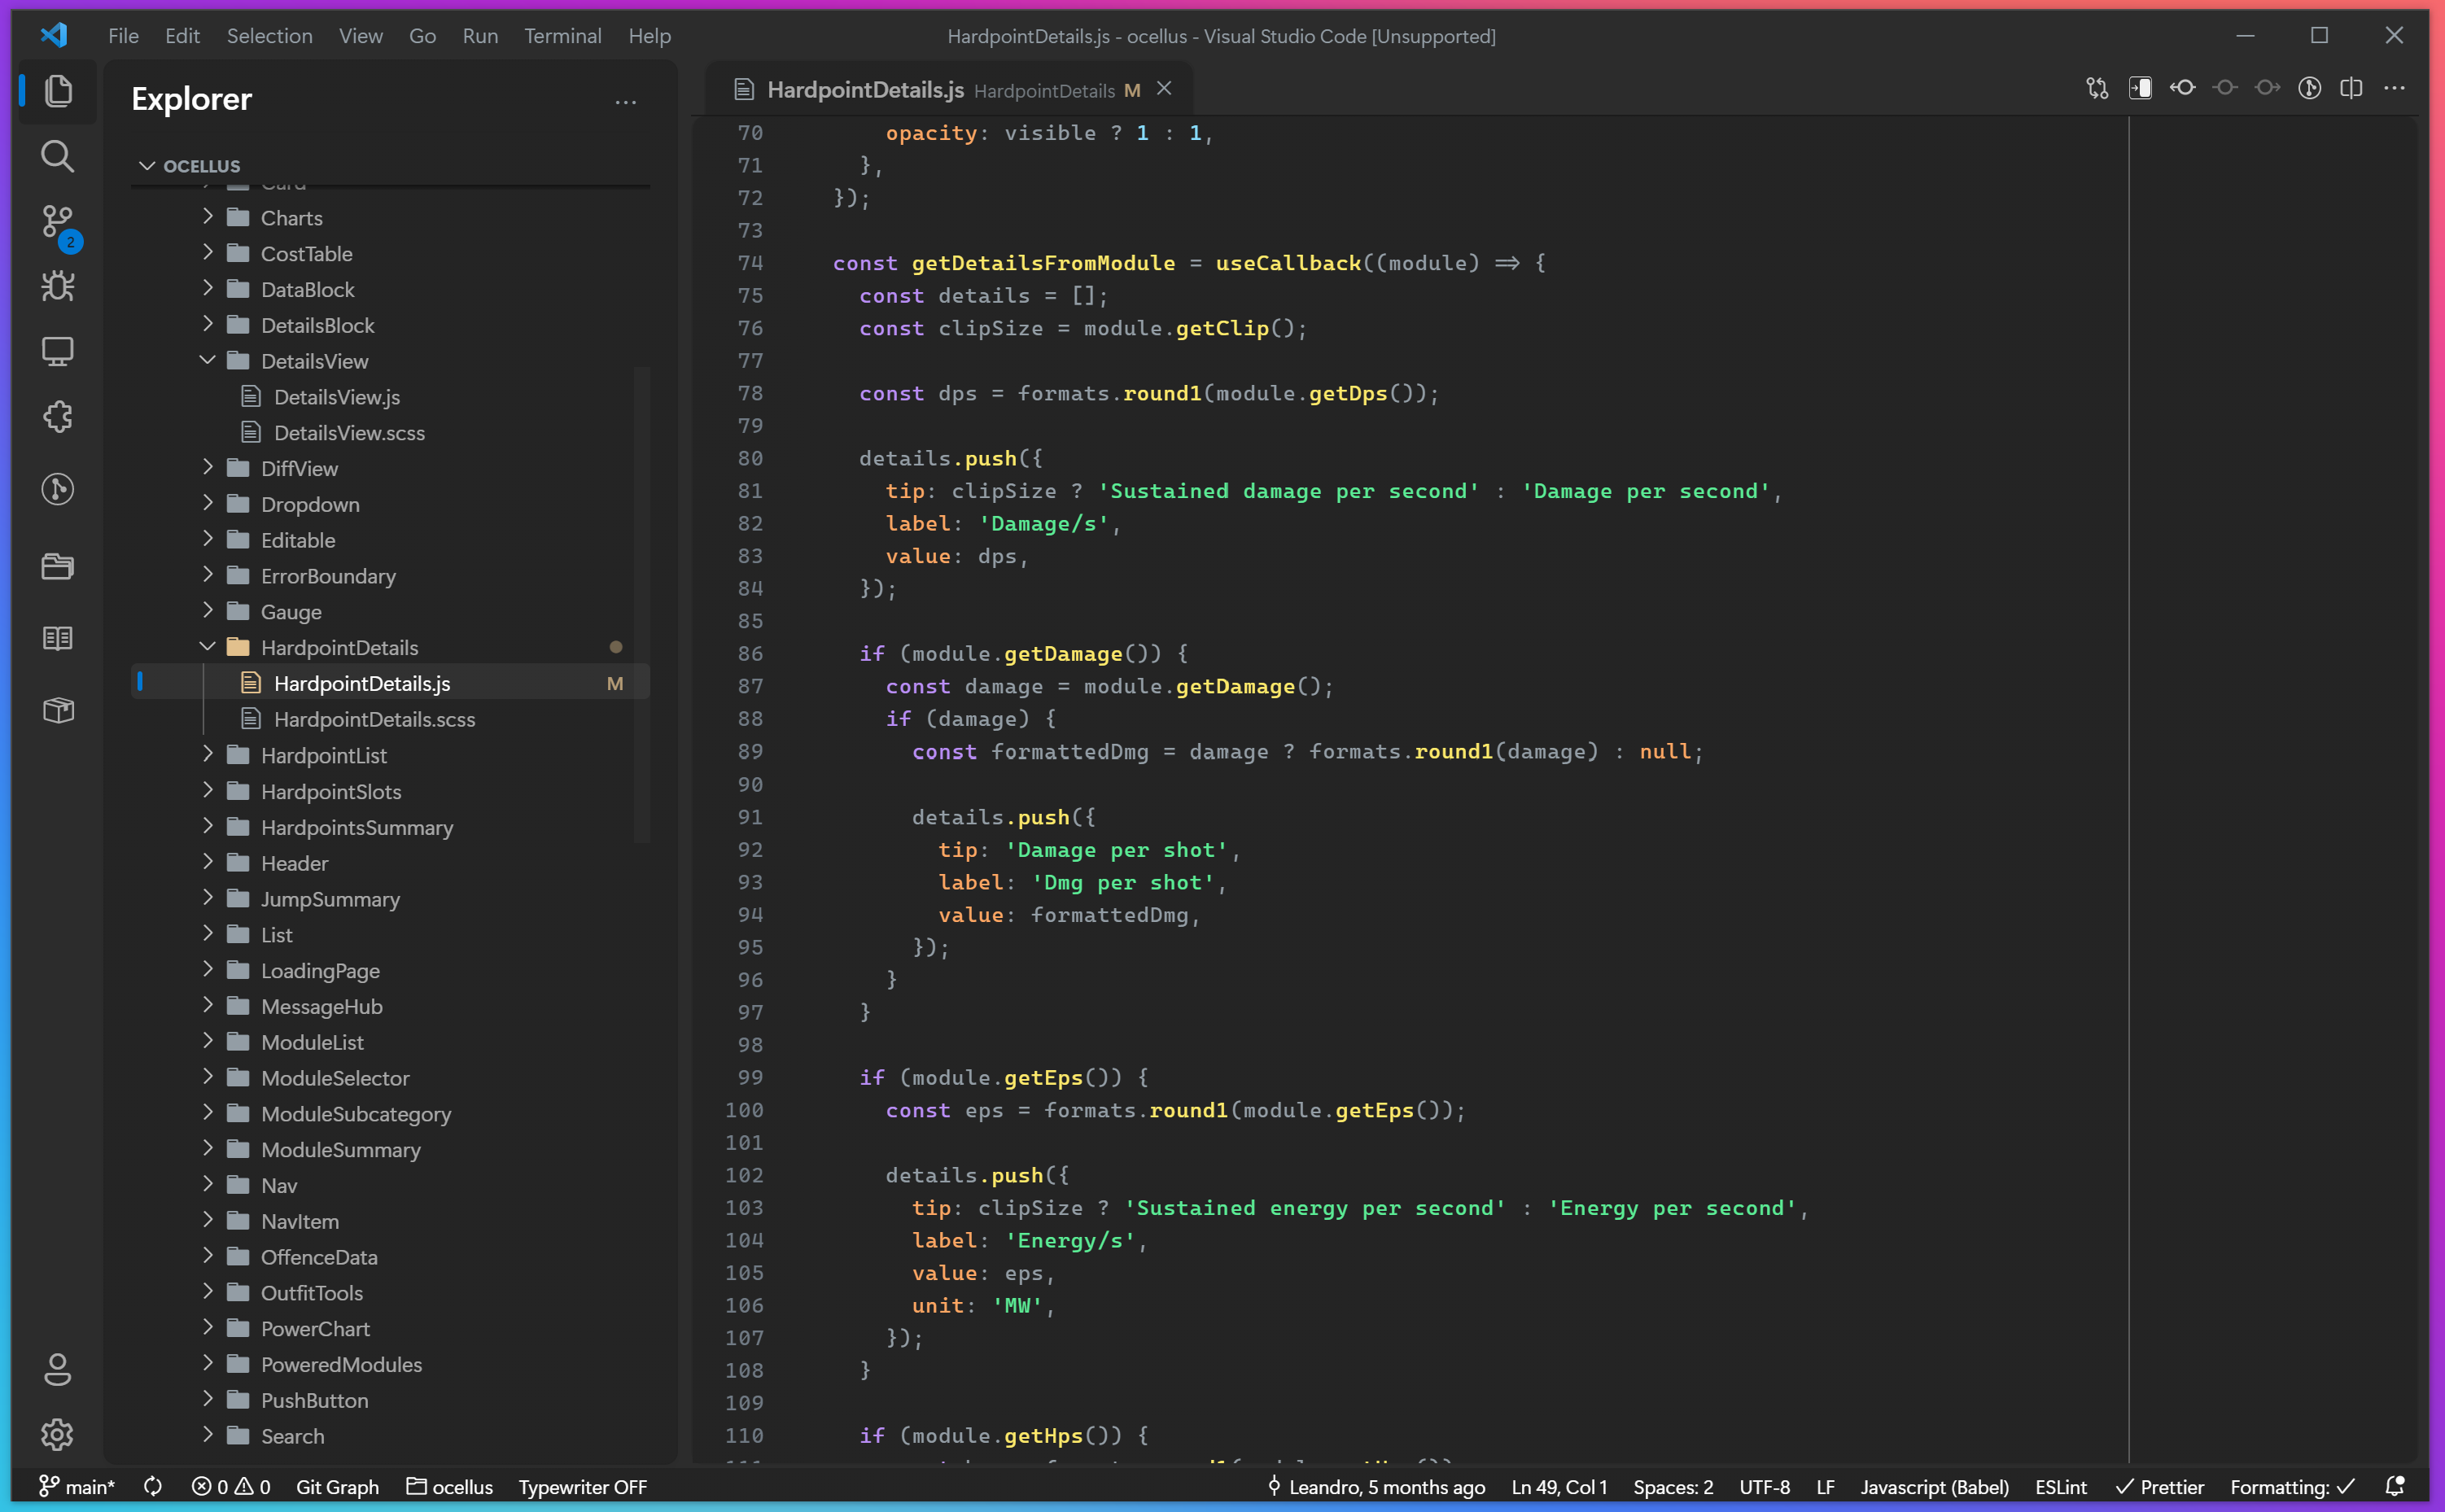 File Edit Selection View Go Run Terminal Help
HardpointDetails.js - ocellus - Visual Studio Code [Unsupported]
Explorer
OCELLUS
Card
Charts
CostTable
DataBlock
DetailsBlock
DetailsView
DetailsView.js
DetailsView.scss
DiffView
Dropdown
Editable
ErrorBoundary
Gauge
HardpointDetails
HardpointDetails.js M
HardpointDetails.scss
HardpointList
HardpointSlots
HardpointsSummary
Header
JumpSummary
List
LoadingPage
MessageHub
ModuleList
ModuleSelector
ModuleSubcategory
ModuleSummary
Nav
NavItem
OffenceData
OutfitTools
PowerChart
PoweredModules
PushButton
Search
2
HardpointDetails.js HardpointDetails M
70 opacity: visible ? 1 : 1,
71 },
72 });
73
74 const getDetailsFromModule = useCallback((module) => {
75 const details = [];
76 const clipSize = module.getClip();
77
78 const dps = formats.round1(module.getDps());
79
80 details.push({
81 tip: clipSize ? 'Sustained damage per second' : 'Damage per second',
82 label: 'Damage/s',
83 value: dps,
84 });
85
86 if (module.getDamage()) {
87 const damage = module.getDamage();
88 if (damage) {
89 const formattedDmg = damage ? formats.round1(damage) : null;
90
91 details.push({
92 tip: 'Damage per shot',
93 label: 'Dmg per shot',
94 value: formattedDmg,
95 });
96 }
97 }
98
99 if (module.getEps()) {
100 const eps = formats.round1(module.getEps());
101
102 details.push({
103 tip: clipSize ? 'Sustained energy per second' : 'Energy per second',
104 label: 'Energy/s',
105 value: eps,
106 unit: 'MW',
107 });
108 }
109
110 if (module.getHps()) {
main* 0 0 Git Graph ocellus Typewriter OFF
Leandro, 5 months ago Ln 49, Col 1 Spaces: 2 UTF-8 LF Javascript (Babel) ESLint Prettier Formatting: